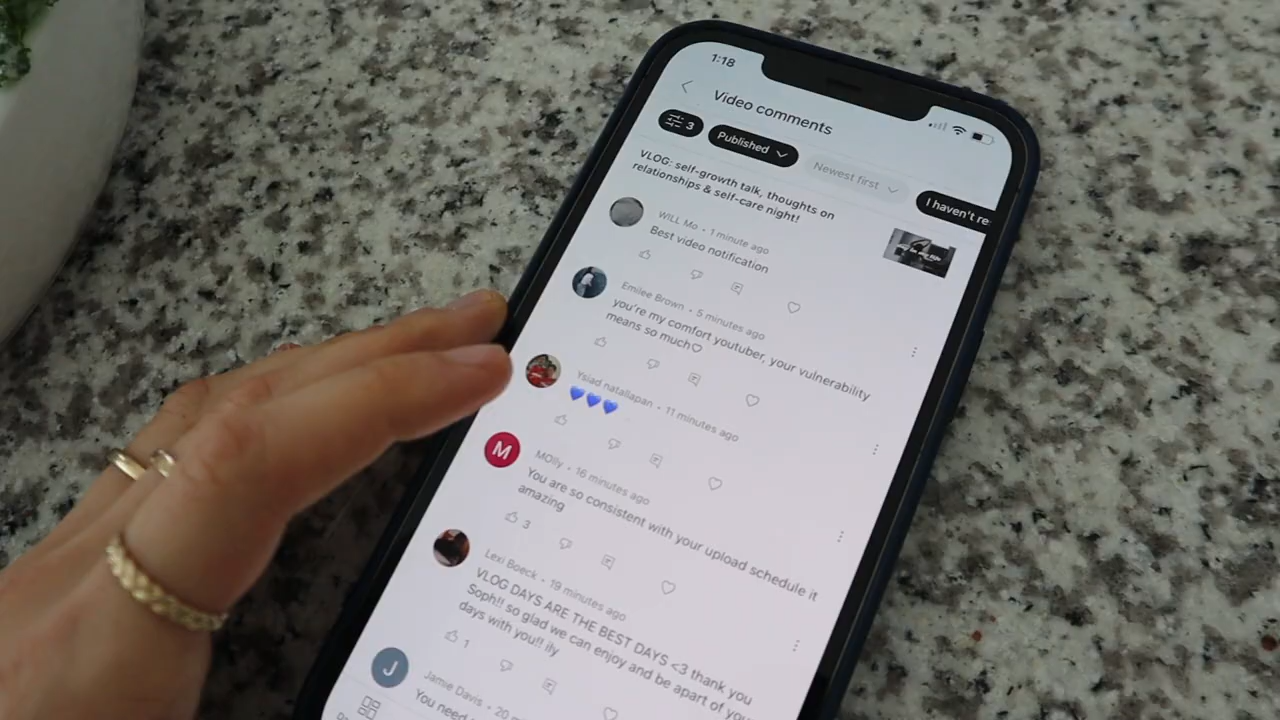 1:18
Video comments
3
Published
Newest first
I haven't re
VLOG: self-growth talk, thoughts on
relationships & self-care night!
WILL Mo • 1 minute ago
Best video notification
Emilee Brown • 5 minutes ago
you're my comfort youtuber, your vulnerability
means so much♡
Ysiad natallapan • 11 minutes ago
💙💙💙
M
MOlly • 16 minutes ago
You are so consistent with your upload schedule it
amazing
3
Lexi Boeck • 19 minutes ago
VLOG DAYS ARE THE BEST DAYS <3 thank you
Soph!! so glad we can enjoy and be apart of your
days with you!! ily
1
J
Jamie Davis • 20 m
You need